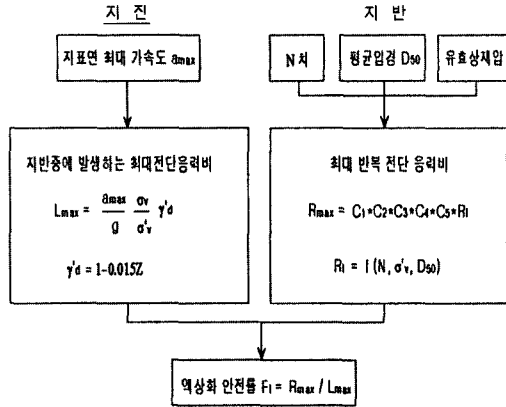 지 진
지 반
지표면 최대 가속도 amax
N 치
평균입경 D50
유효상재압
지반중에 발생하는 최대전단응력비
Lmax = amax/g σv/σ'v γ'd
γ'd = 1-0.015Z
최대 반복 전단 응력비
Rmax = C1*C2*C3*C4*C5*Rl
Rl = f (N, σ'v, D50)
액상화 안전률 Fl = Rmax / Lmax